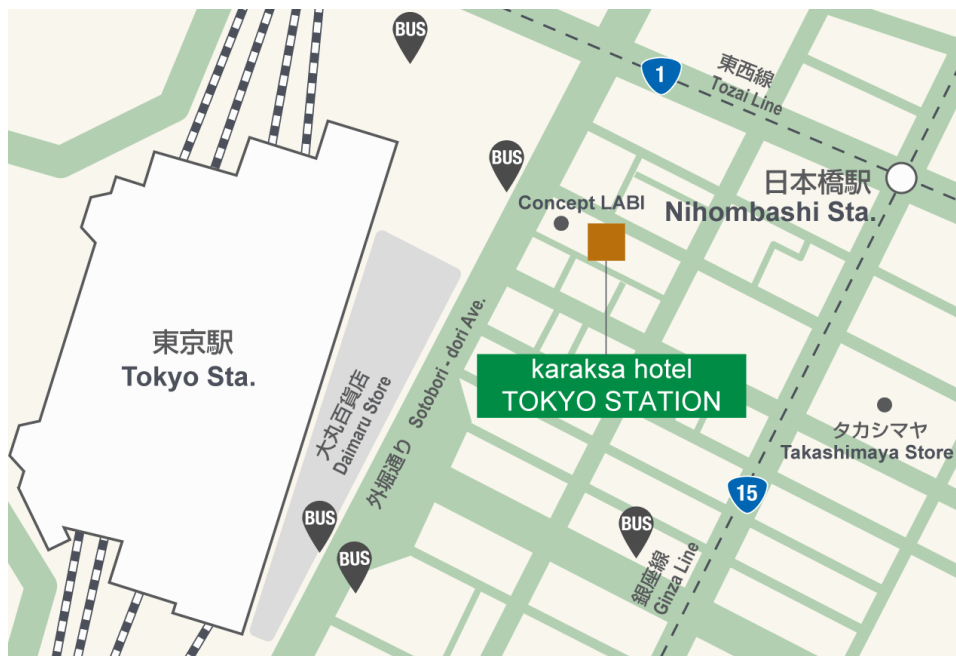 BUS
1
東西線
Tozai Line
BUS
日本橋駅
Nihombashi Sta.
Concept LABI
東京駅
Tokyo Sta.
大丸百貨店
Daimaru Store
外堀通り Sotobori - dori Ave.
karaksa hotel
TOKYO STATION
タカシマヤ
Takashimaya Store
15
BUS
BUS
BUS
銀座線
Ginza Line